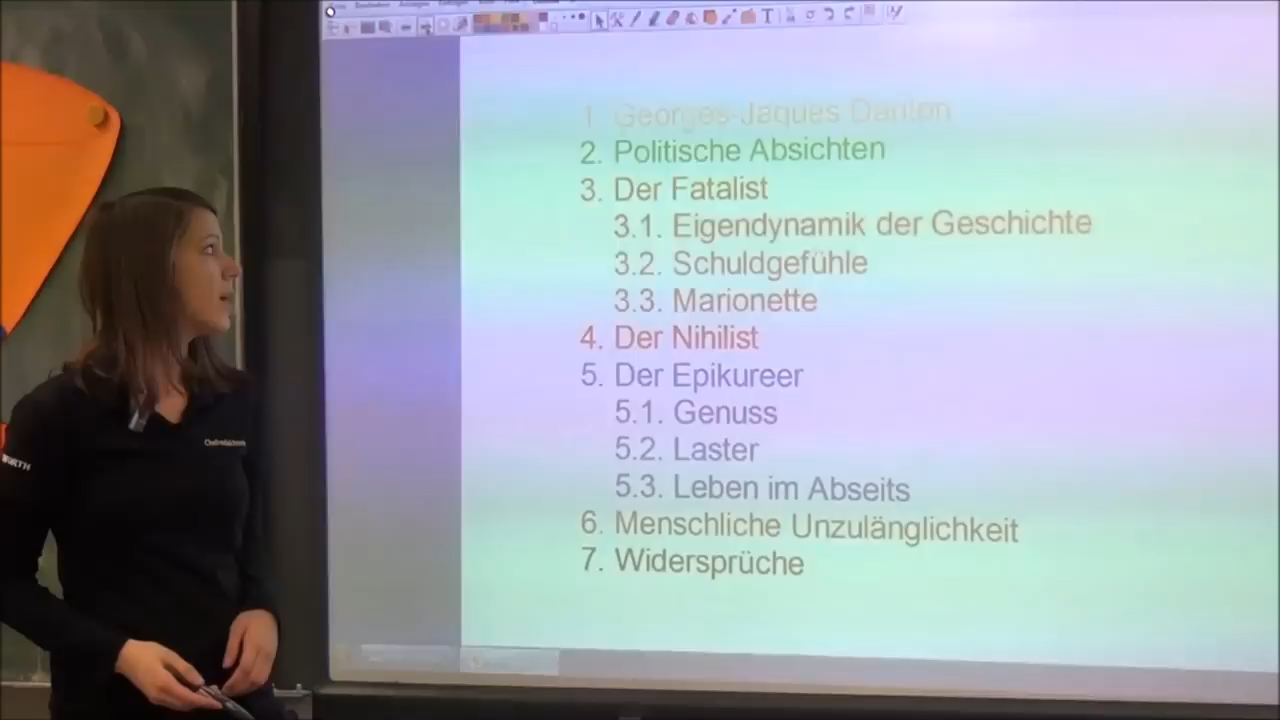 1. Georges-Jaques Danton
2. Politische Absichten
3. Der Fatalist
3.1. Eigendynamik der Geschichte
3.2. Schuldgefühle
3.3. Marionette
4. Der Nihilist
5. Der Epikureer
5.1. Genuss
5.2. Laster
5.3. Leben im Abseits
6. Menschliche Unzulänglichkeit
7. Widersprüche